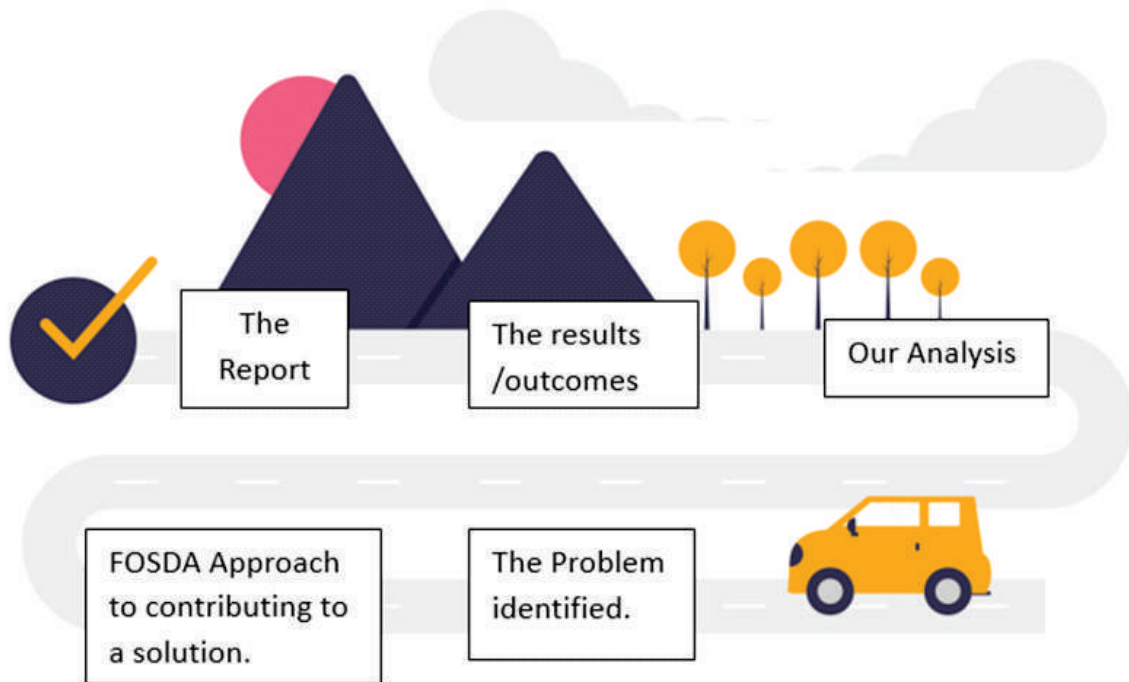 The
Report
The results
/outcomes
Our Analysis
FOSDA Approach
to contributing to
a solution.
The Problem
identified.